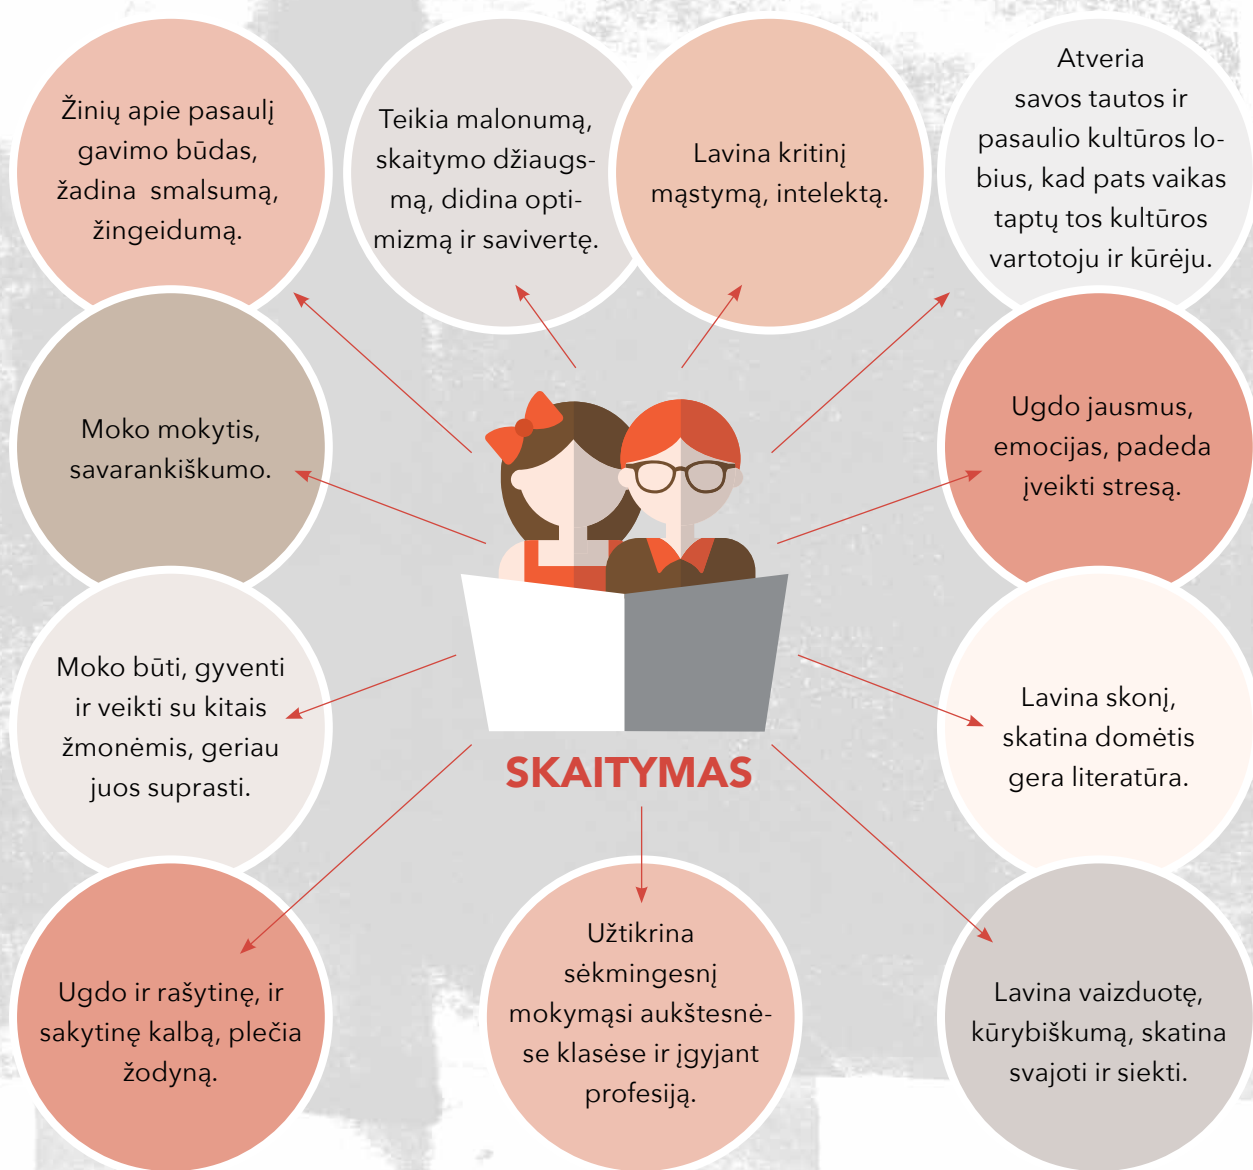 Žinių apie pasaulį
gavimo būdas,
žadina smalsumą,
žingeidumą.
Teikia malonumą,
skaitymo džiaugs-
mą, didina opti-
mizmą ir savivertę.
Lavina kritinį
mąstymą, intelektą.
Atveria
savos tautos ir
pasaulio kultūros lo-
bius, kad pats vaikas
taptų tos kultūros
vartotoju ir kūrėju.
Moko mokytis,
savarankiškumo.
Ugdo jausmus,
emocijas, padeda
įveikti stresą.
Moko būti, gyventi
ir veikti su kitais
žmonėmis, geriau
juos suprasti.
Lavina skonį,
skatina domėtis
gera literatūra.
SKAITYMAS
Ugdo ir rašytinę, ir
sakytinę kalbą, plečia
žodyną.
Užtikrina
sėkmingesnį
mokymąsi aukštesnė-
se klasėse ir įgyjant
profesiją.
Lavina vaizduotę,
kūrybiškumą, skatina
svajoti ir siekti.